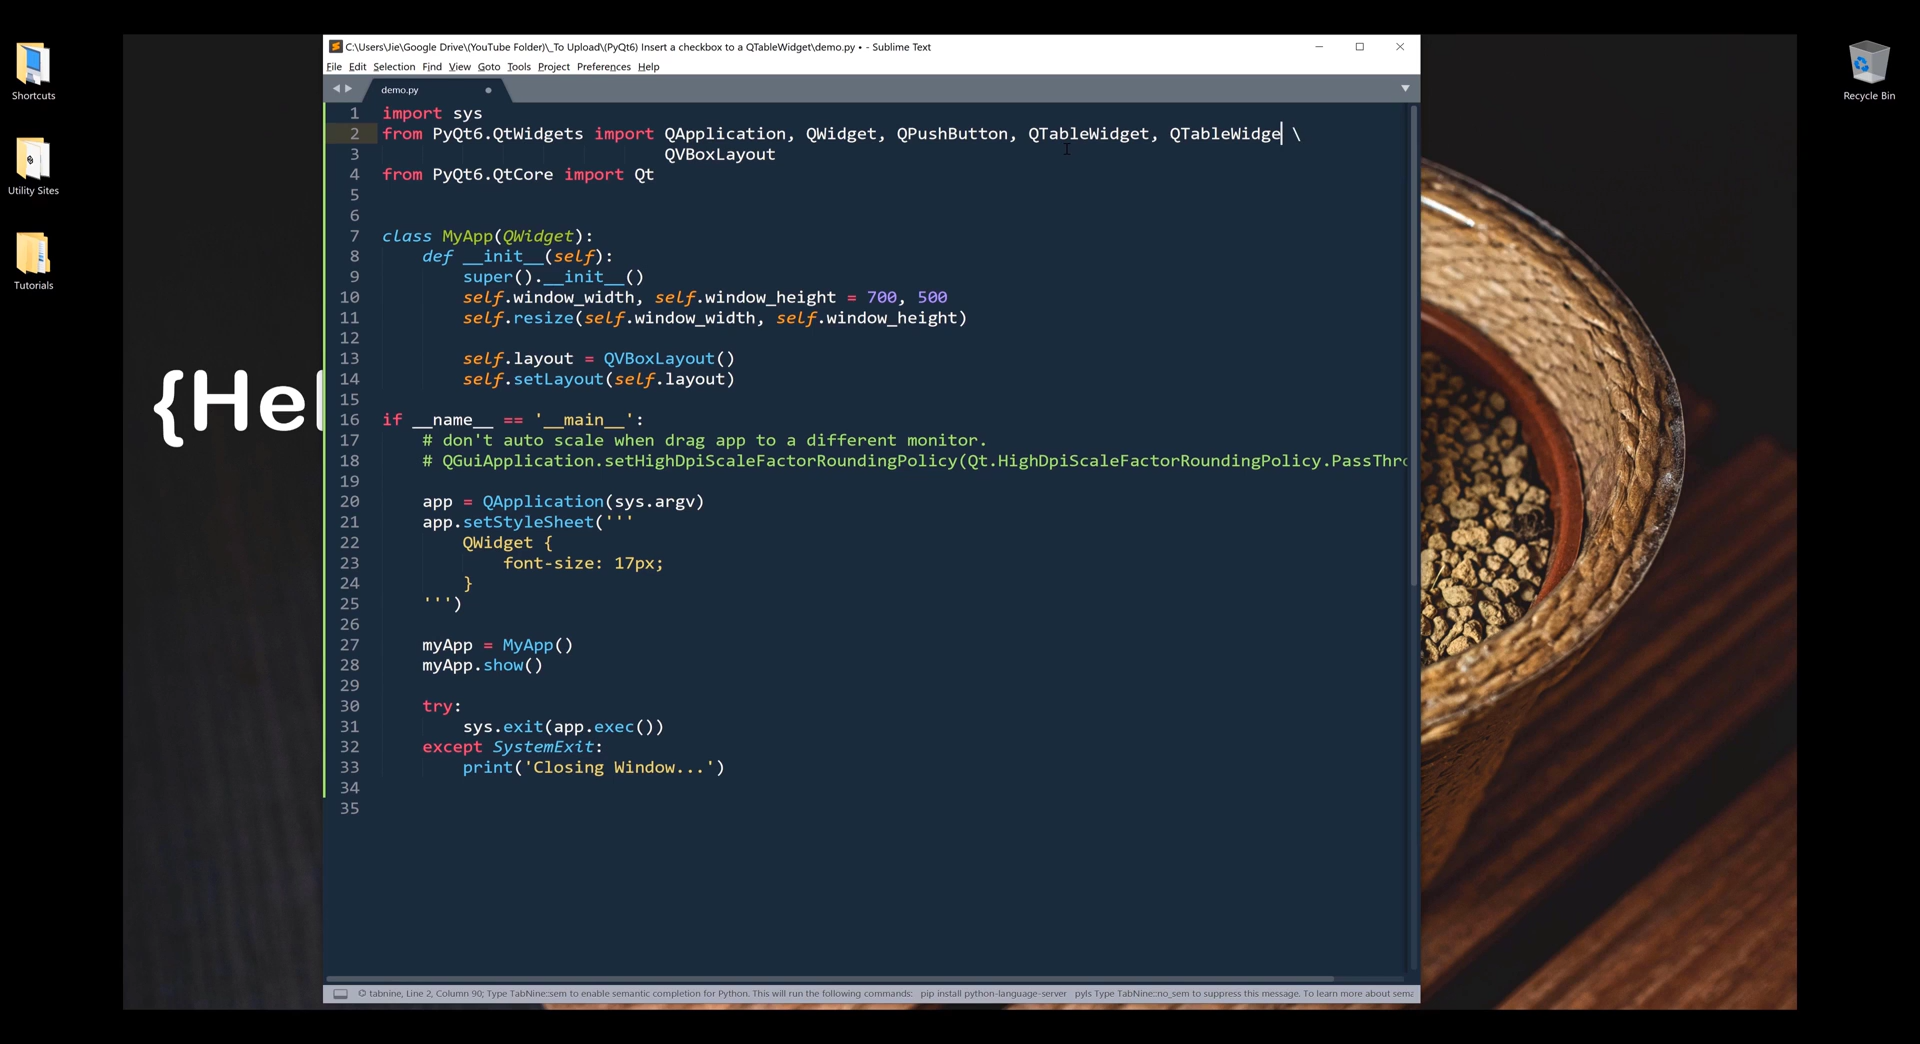 C:\Users\Jie\Google Drive\(YouTube Folder)\_To Upload\(PyQt6) Insert a checkbox to a QTableWidget\demo.py • - Sublime Text
File Edit Selection Find View Goto Tools Project Preferences Help
demo.py
1 import sys
2 from PyQt6.QtWidgets import QApplication, QWidget, QPushButton, QTableWidget, QTableWidge \
3 QVBoxLayout
4 from PyQt6.QtCore import Qt
5
6
7 class MyApp(QWidget):
8 def __init__(self):
9 super().__init__()
10 self.window_width, self.window_height = 700, 500
11 self.resize(self.window_width, self.window_height)
12
13 self.layout = QVBoxLayout()
14 self.setLayout(self.layout)
15
16 if __name__ == '__main__':
17 # don't auto scale when drag app to a different monitor.
18 # QGuiApplication.setHighDpiScaleFactorRoundingPolicy(Qt.HighDpiScaleFactorRoundingPolicy.PassThro
19
20 app = QApplication(sys.argv)
21 app.setStyleSheet('''
22 QWidget {
23 font-size: 17px;
24 }
25 ''')
26
27 myApp = MyApp()
28 myApp.show()
29
30 try:
31 sys.exit(app.exec())
32 except SystemExit:
33 print('Closing Window...')
34
35
tabnine, Line 2, Column 90; Type TabNine::sem to enable semantic completion for Python. This will run the following commands: pip install python-language-server pyls Type TabNine::no_sem to suppress this message. To learn more about sema
Shortcuts
Utility Sites
Tutorials
{Hel
Recycle Bin